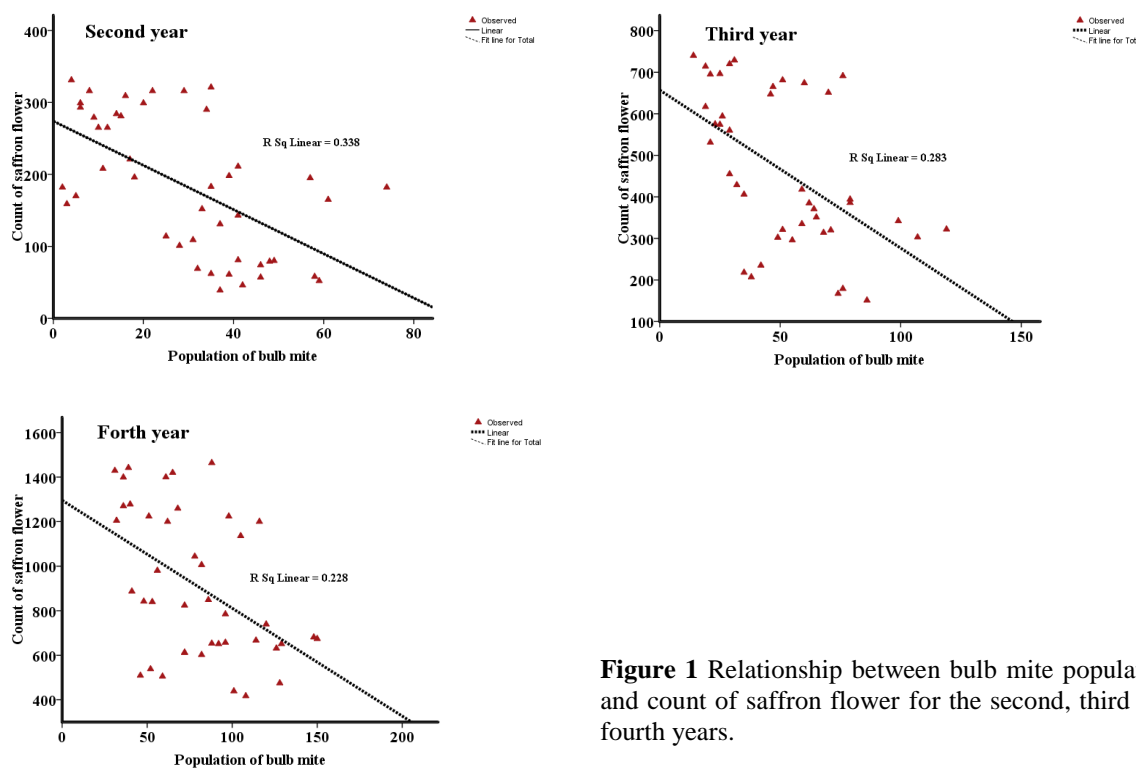 Second year
Observed
Linear
Fit line for Total
400
300
200
100
0
Count of saffron flower
R Sq Linear = 0.338
0 20 40 60 80
Population of bulb mite
Third year
Observed
Linear
Fit line for Tot
800
700
600
500
400
300
200
100
Count of saffron flower
R Sq Linear = 0.283
0 50 100 150
Population of bulb mite
Forth year
Observed
Linear
Fit line for Total
1600
1400
1200
1000
800
600
400
Count of saffron flower
R Sq Linear = 0.228
0 50 100 150 200
Population of bulb mite
Figure 1 Relationship between bulb mite popula
and count of saffron flower for the second, third
fourth years.